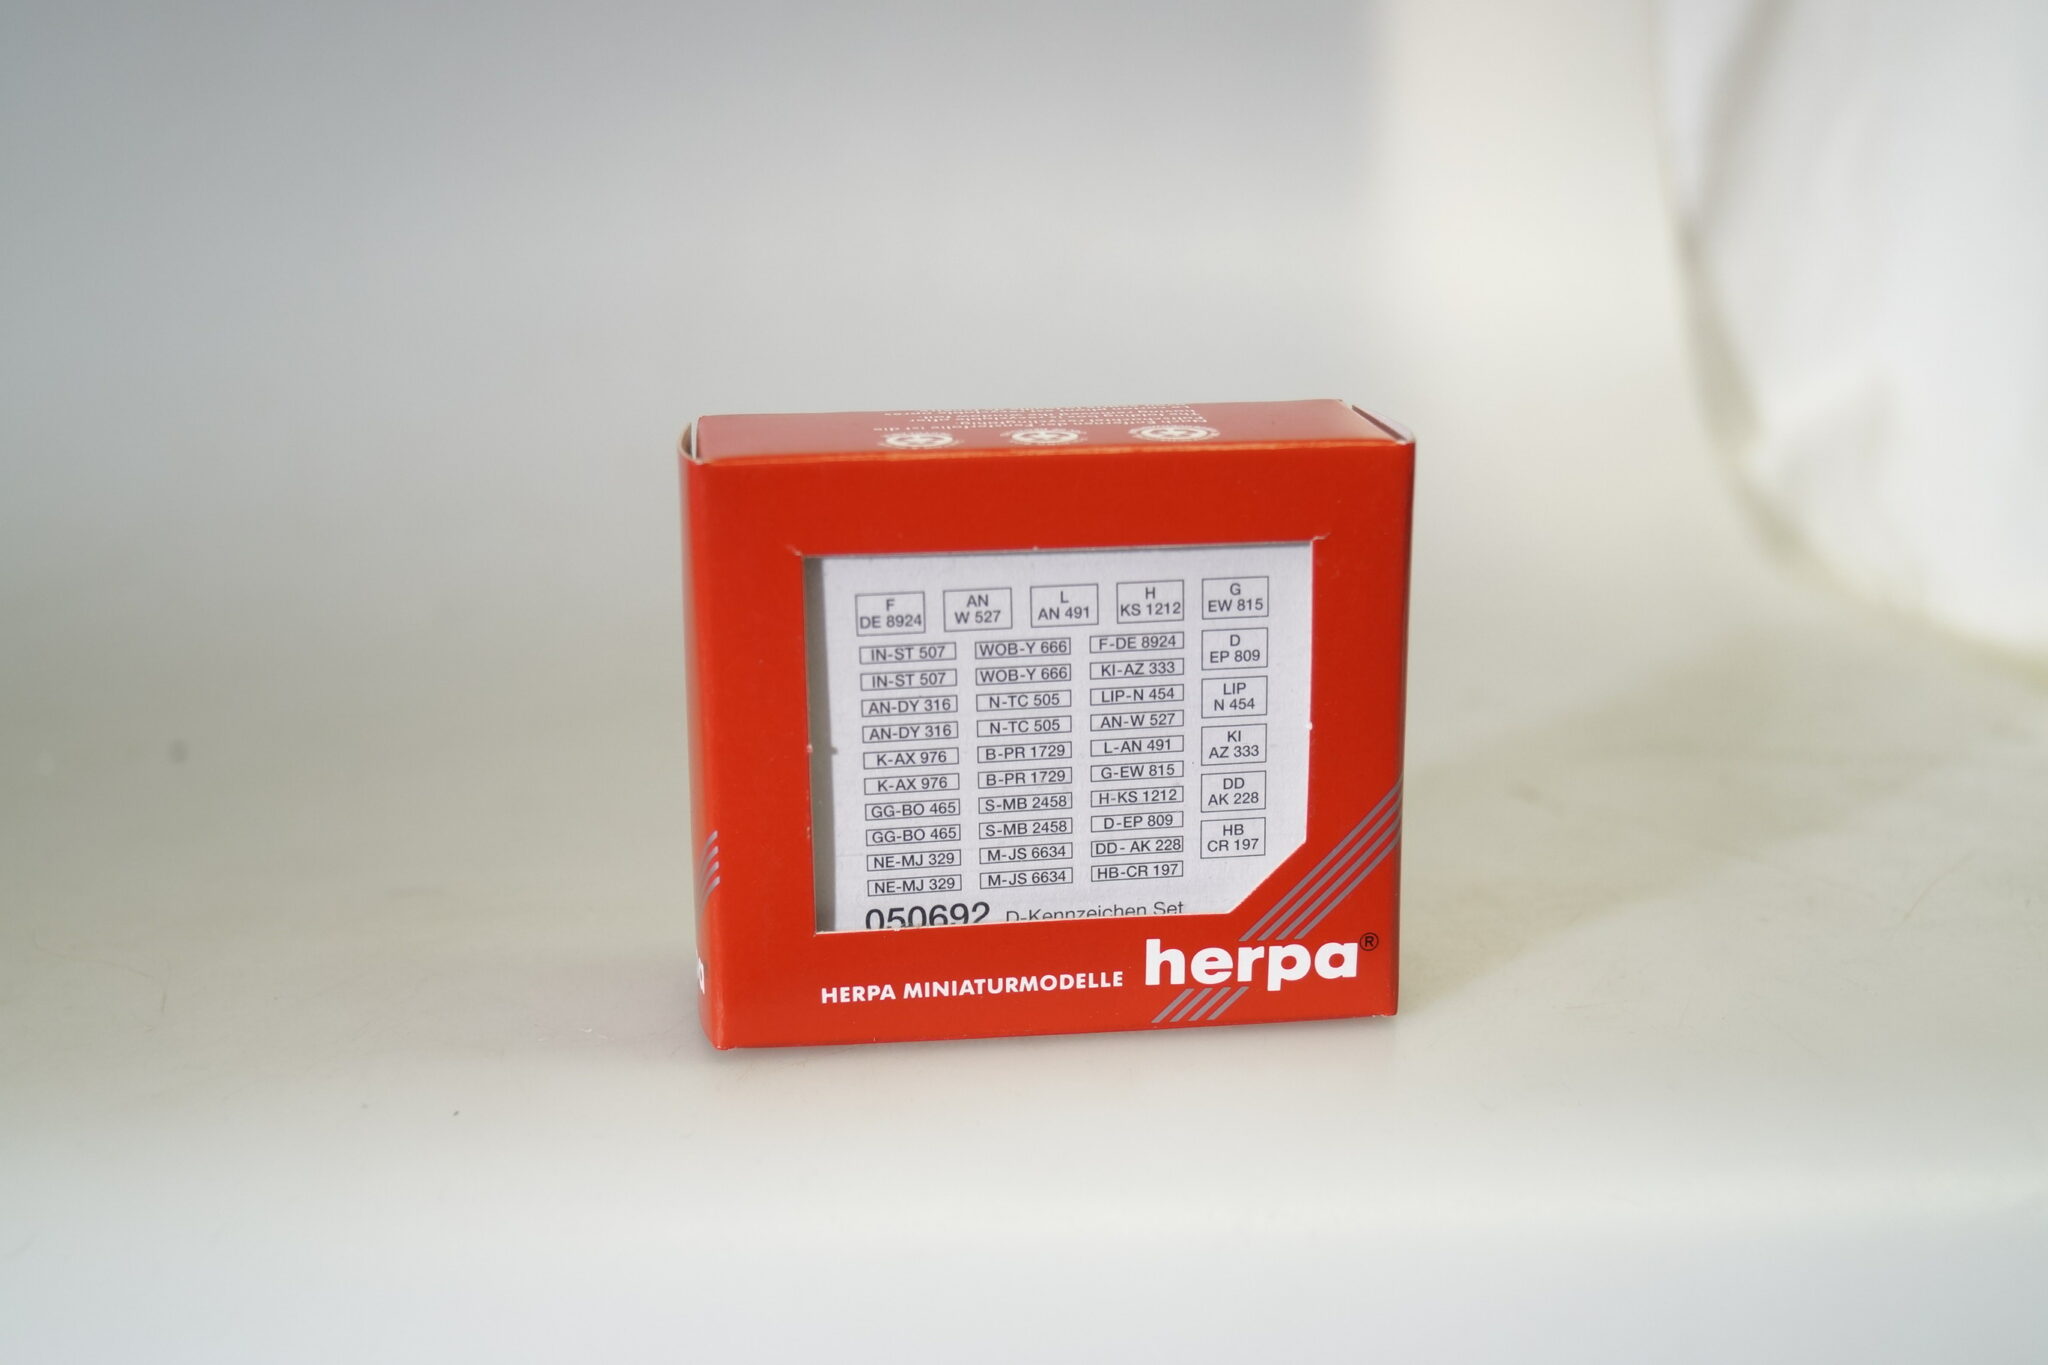 F
DE 8924
AN
W 527
L
AN 491
H
KS 1212
G
EW 815
IN-ST 507
WOB-Y 666
F-DE 8924
D
EP 809
IN-ST 507
WOB-Y 666
KI-AZ 333
AN-DY 316
N-TC 505
LIP-N 454
LIP
N 454
AN-DY 316
N-TC 505
AN-W 527
K-AX 976
B-PR 1729
L-AN 491
KI
AZ 333
K-AX 976
B-PR 1729
G-EW 815
GG-BO 465
S-MB 2458
H-KS 1212
DD
AK 228
GG-BO 465
S-MB 2458
D-EP 809
HB
CR 197
NE-MJ 329
M-JS 6634
DD- AK 228
NE-MJ 329
M-JS 6634
HB-CR 197
050692 D-Kennzeichen Set
HERPA MINIATURMODELLE herpa®